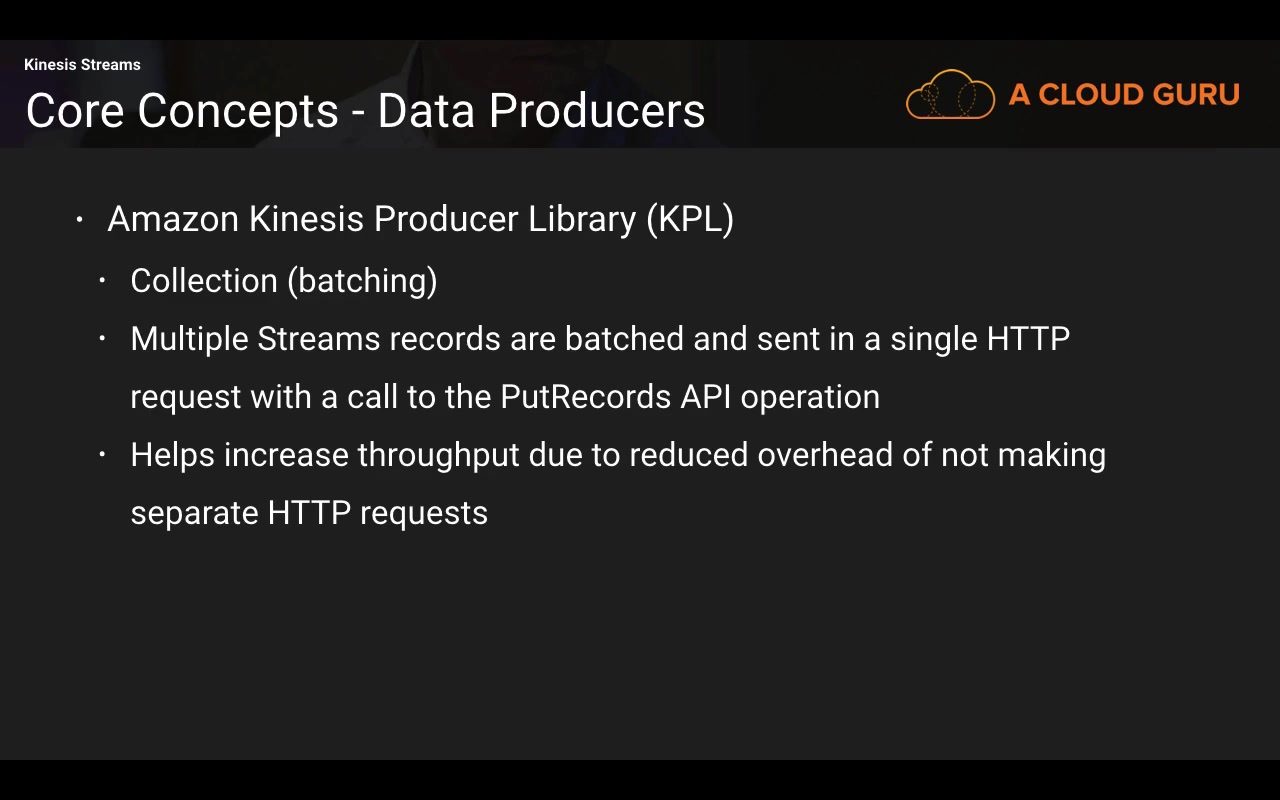 Kinesis Streams
Core Concepts - Data Producers
A CLOUD GURU
• Amazon Kinesis Producer Library (KPL)
• Collection (batching)
• Multiple Streams records are batched and sent in a single HTTP
request with a call to the PutRecords API operation
• Helps increase throughput due to reduced overhead of not making
separate HTTP requests